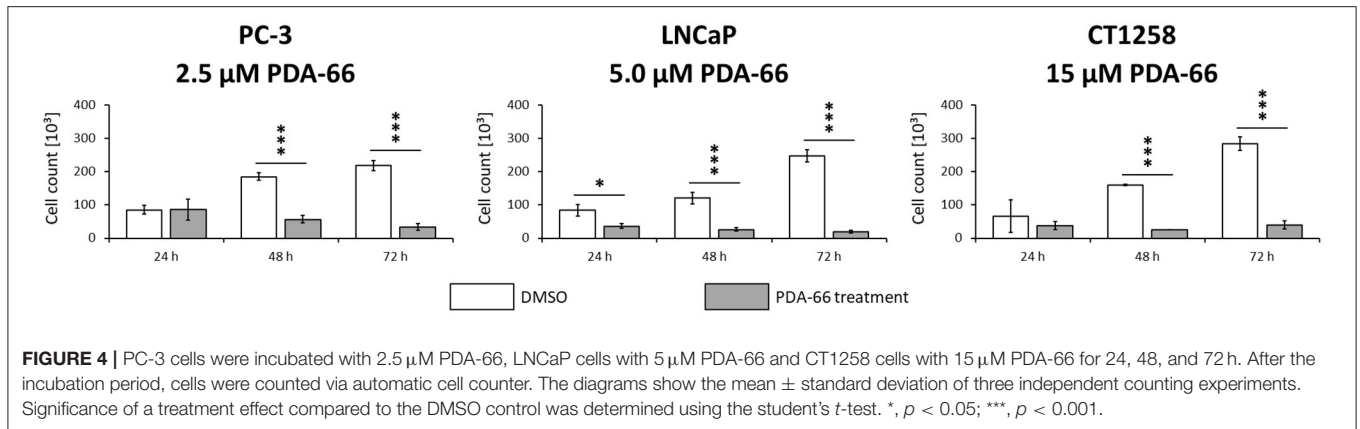 PC-3
2.5 µM PDA-66
LNCaP
5.0 µM PDA-66
CT1258
15 µM PDA-66
Cell count [10³]
400
300
200
100
0
***
***
24 h
48 h
72 h
Cell count [10³]
400
300
200
100
0
*
***
***
24 h
48 h
72 h
Cell count [10³]
400
300
200
100
0
***
***
24 h
48 h
72 h
DMSO
PDA-66 treatment
FIGURE 4 | PC-3 cells were incubated with 2.5 µM PDA-66, LNCaP cells with 5 µM PDA-66 and CT1258 cells with 15 µM PDA-66 for 24, 48, and 72 h. After the
incubation period, cells were counted via automatic cell counter. The diagrams show the mean ± standard deviation of three independent counting experiments.
Significance of a treatment effect compared to the DMSO control was determined using the student's t-test. *, p < 0.05; ***, p < 0.001.